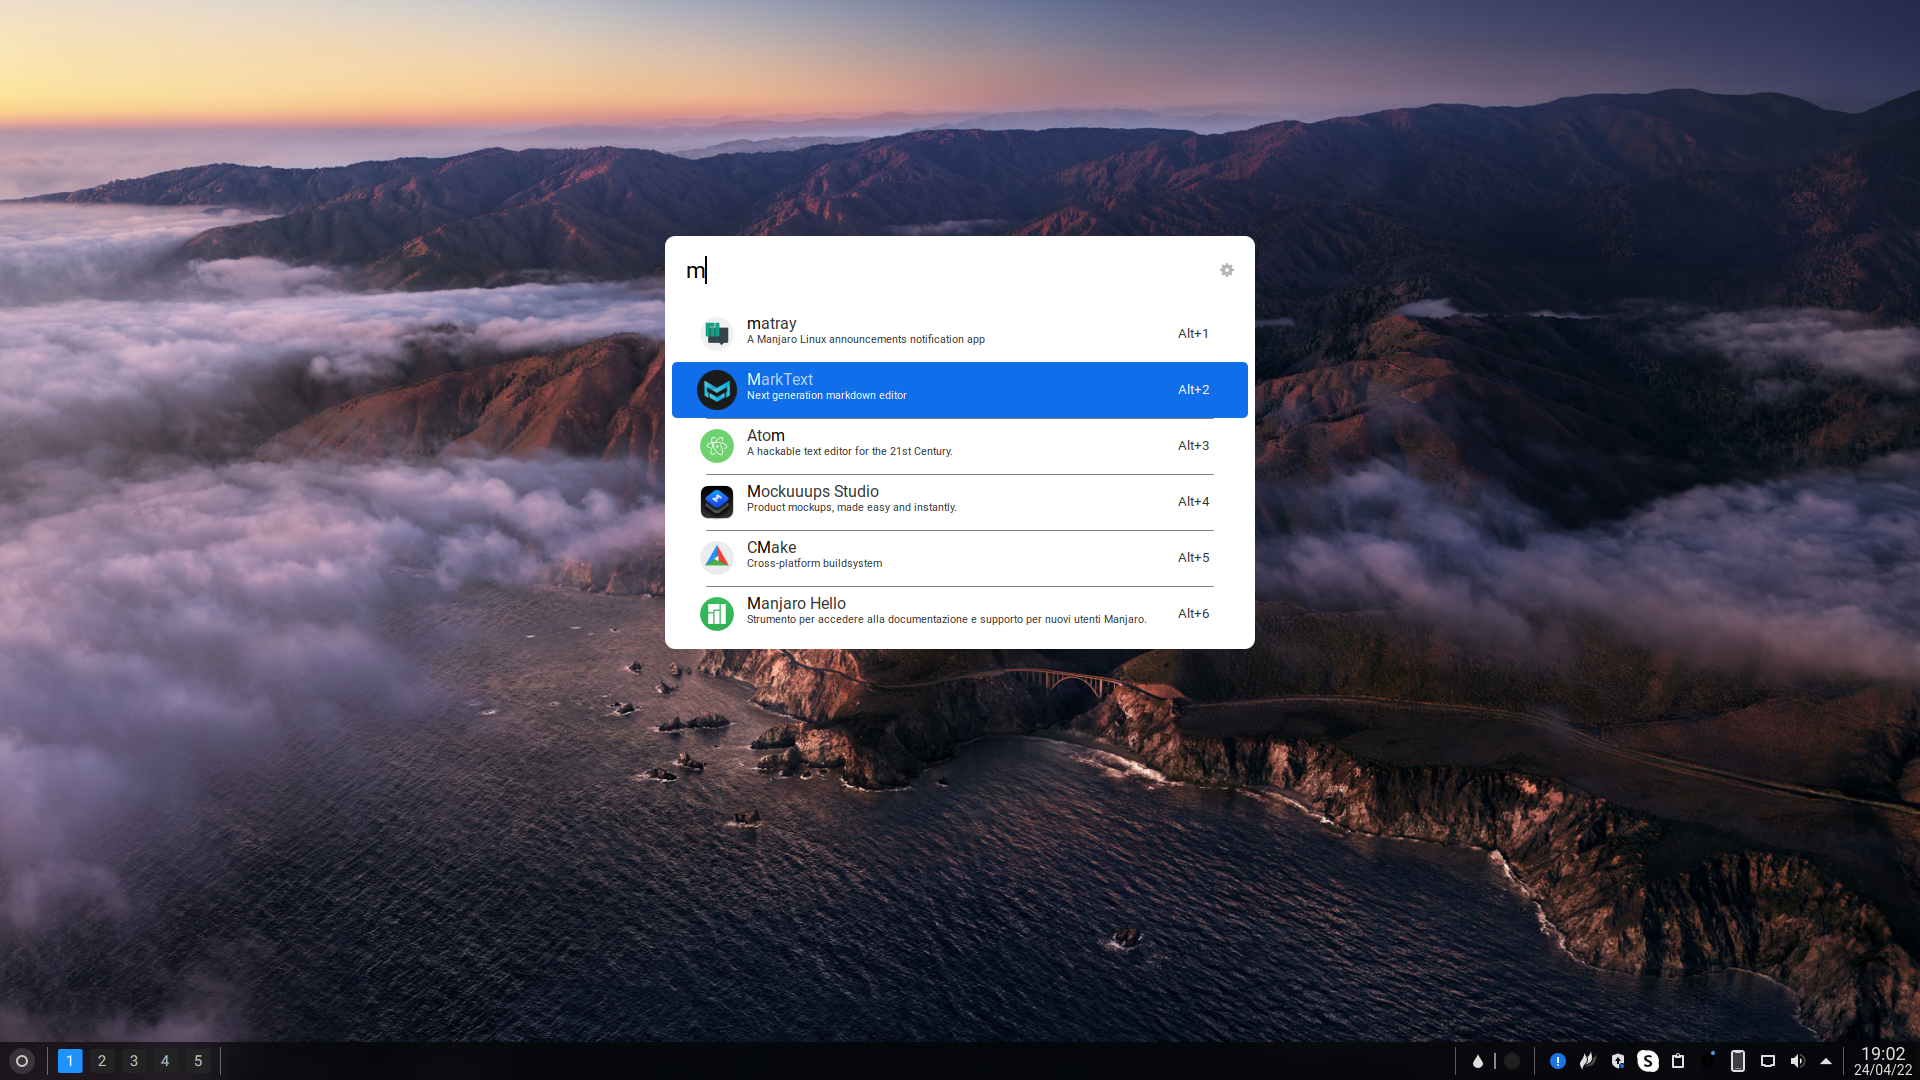 m
matray
A Manjaro Linux announcements notification app
Alt+1
MarkText
Next generation markdown editor
Alt+2
Atom
A hackable text editor for the 21st Century.
Alt+3
Mockuuups Studio
Product mockups, made easy and instantly.
Alt+4
CMake
Cross-platform buildsystem
Alt+5
Manjaro Hello
Strumento per accedere alla documentazione e supporto per nuovi utenti Manjaro.
Alt+6
1 2 3 4 5
19:02
24/04/22